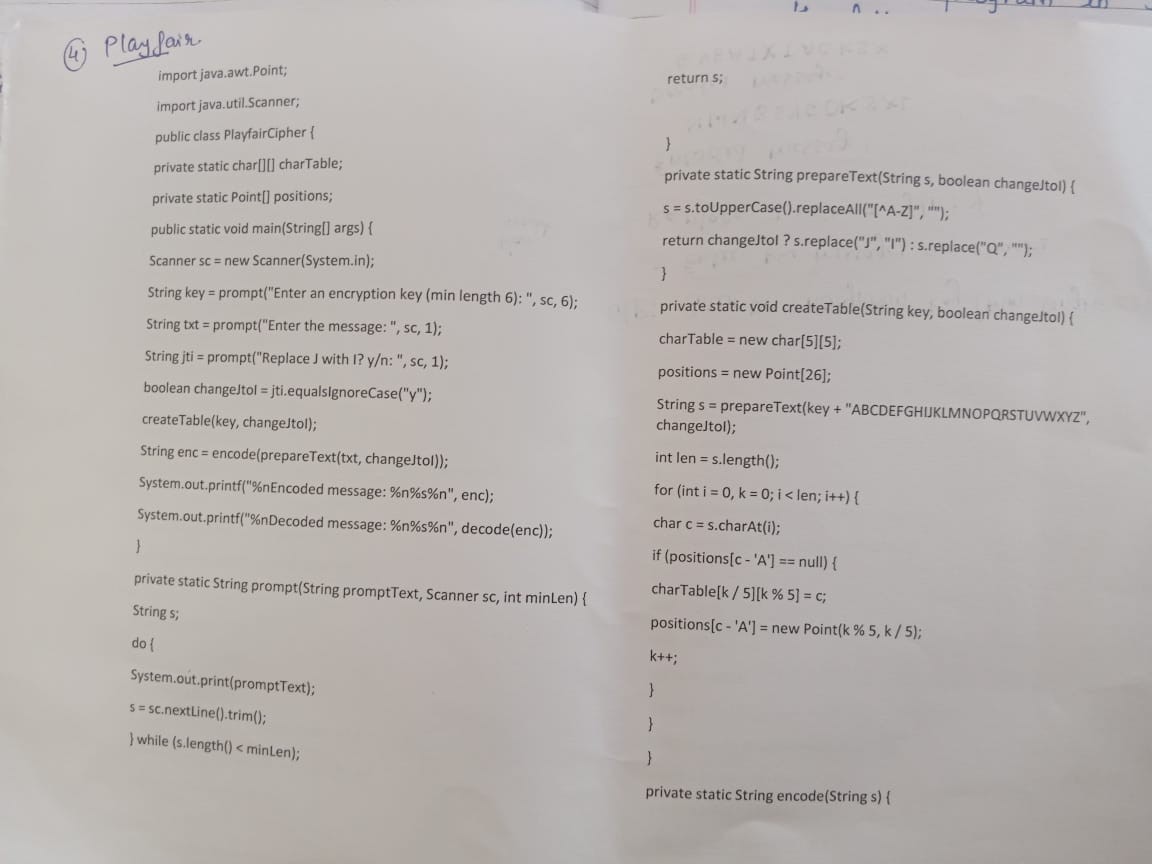 4) Playfair
import java.awt.Point;
import java.util.Scanner;
public class PlayfairCipher {
private static char[][] charTable;
private static Point[] positions;
public static void main(String[] args) {
Scanner sc = new Scanner(System.in);
String key = prompt("Enter an encryption key (min length 6): ", sc, 6);
String txt = prompt("Enter the message: ", sc, 1);
String jti = prompt("Replace J with I? y/n: ", sc, 1);
boolean changeJtoI = jti.equalsIgnoreCase("y");
createTable(key, changeJtoI);
String enc = encode(prepareText(txt, changeJtoI));
System.out.printf("%nEncoded message: %n%s%n", enc);
System.out.printf("%nDecoded message: %n%s%n", decode(enc));
}
private static String prompt(String promptText, Scanner sc, int minLen) {
String s;
do {
System.out.print(promptText);
s = sc.nextLine().trim();
} while (s.length() < minLen);
return s;
}
private static String prepareText(String s, boolean changeJtoI) {
s = s.toUpperCase().replaceAll("[^A-Z]", "");
return changeJtoI ? s.replace("J", "I") : s.replace("Q", "");
}
private static void createTable(String key, boolean changeJtoI) {
charTable = new char[5][5];
positions = new Point[26];
String s = prepareText(key + "ABCDEFGHIJKLMNOPQRSTUVWXYZ",
changeJtoI);
int len = s.length();
for (int i = 0, k = 0; i < len; i++) {
char c = s.charAt(i);
if (positions[c - 'A'] == null) {
charTable[k / 5][k % 5] = c;
positions[c - 'A'] = new Point(k % 5, k / 5);
k++;
}
}
}
private static String encode(String s) {